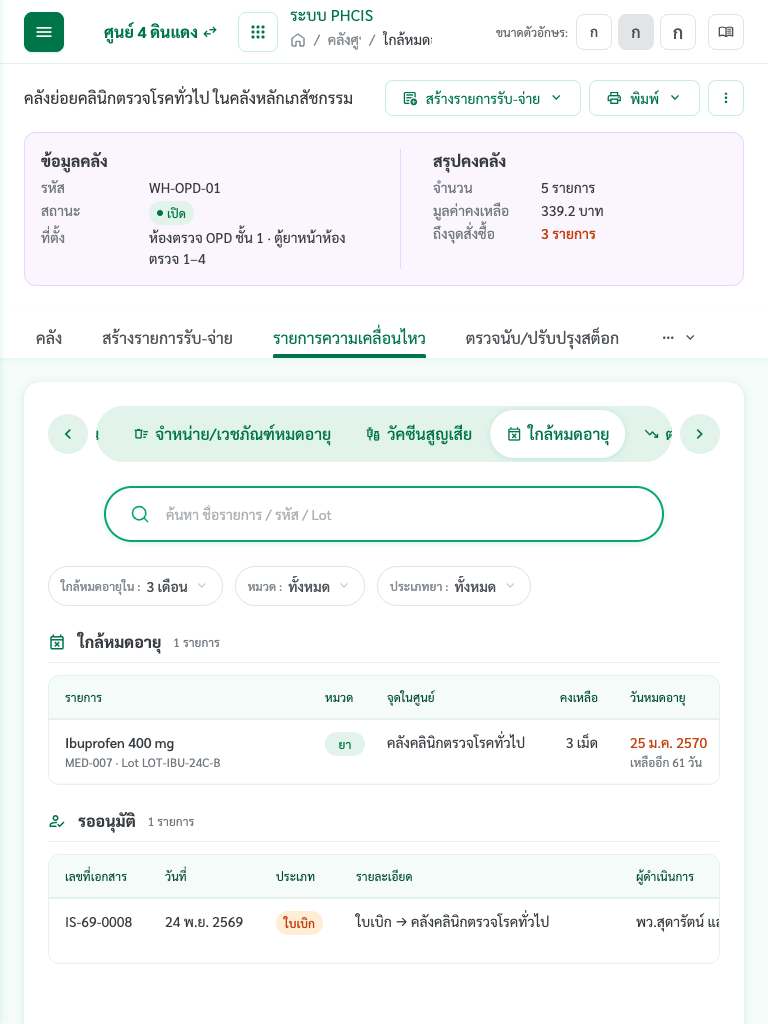 ศูนย์ 4 ดินแดง
ระบบ PHCIS
/ คลังศู / ใกล้หมดอ
ขนาดตัวอักษร: ก ก ก
คลังย่อยคลินิกตรวจโรคทั่วไป ในคลังหลักเภสัชกรรม
สร้างรายการรับ-จ่าย
พิมพ์
ข้อมูลคลัง
รหัส WH-OPD-01
สถานะ เปิด
ที่ตั้ง ห้องตรวจ OPD ชั้น 1 · ตู้ยาหน้าห้อง
ตรวจ 1–4
สรุปคงคลัง
จำนวน 5 รายการ
มูลค่าคงเหลือ 339.2 บาท
ถึงจุดสั่งซื้อ 3 รายการ
คลัง สร้างรายการรับ-จ่าย รายการความเคลื่อนไหว ตรวจนับ/ปรับปรุงสต็อก ...
จำหน่าย/เวชภัณฑ์หมดอายุ วัคซีนสูญเสีย ใกล้หมดอายุ
ค้นหา ชื่อรายการ / รหัส / Lot
ใกล้หมดอายุใน : 3 เดือน
หมวด : ทั้งหมด
ประเภทยา : ทั้งหมด
ใกล้หมดอายุ 1 รายการ
รายการ หมวด จุดในศูนย์ คงเหลือ วันหมดอายุ
Ibuprofen 400 mg ยา คลังคลินิกตรวจโรคทั่วไป 3 เม็ด 25 ม.ค. 2570
MED-007 · Lot LOT-IBU-24C-B เหลืออีก 61 วัน
รออนุมัติ 1 รายการ
เลขที่เอกสาร วันที่ ประเภท รายละเอียด ผู้ดำเนินการ
IS-69-0008 24 พ.ย. 2569 ใบเบิก ใบเบิก → คลังคลินิกตรวจโรคทั่วไป พว.สุดารัตน์ แส